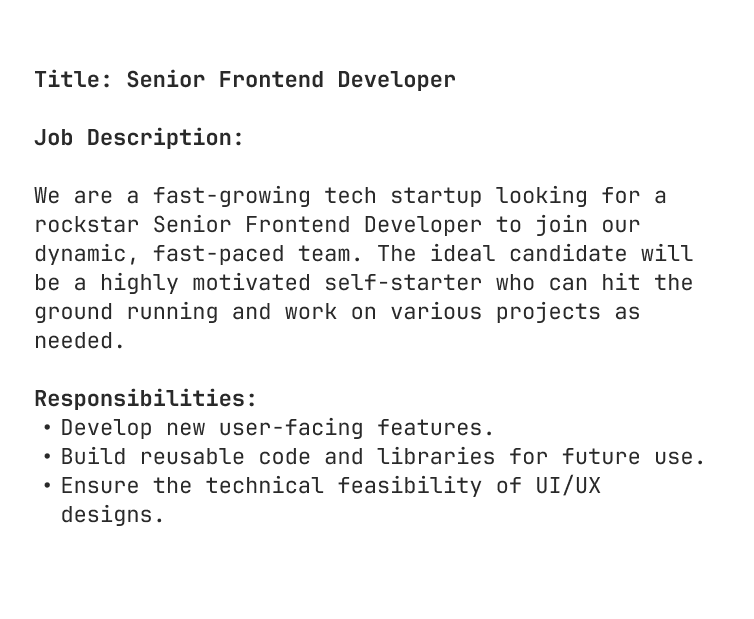 Title: Senior Frontend Developer
Job Description:
We are a fast-growing tech startup looking for a
rockstar Senior Frontend Developer to join our
dynamic, fast-paced team. The ideal candidate will
be a highly motivated self-starter who can hit the
ground running and work on various projects as
needed.
Responsibilities:
• Develop new user-facing features.
• Build reusable code and libraries for future use.
• Ensure the technical feasibility of UI/UX
designs.